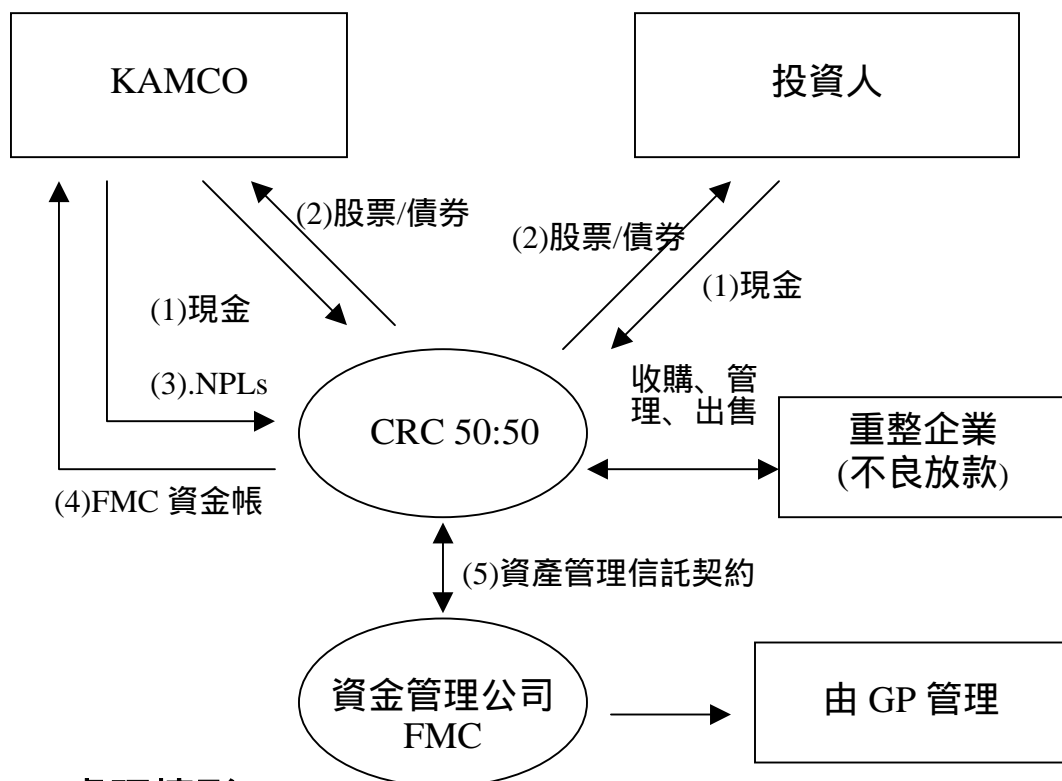 KAMCO
投資人
(2)股票/債券
(2)股票/債券
(1)現金
(1)現金
(3).NPLs
收購、管
理、出售
CRC 50:50
重整企業
(不良放款)
(4)FMC 資金帳
(5)資產管理信託契約
資金管理公司
FMC
由 GP 管理